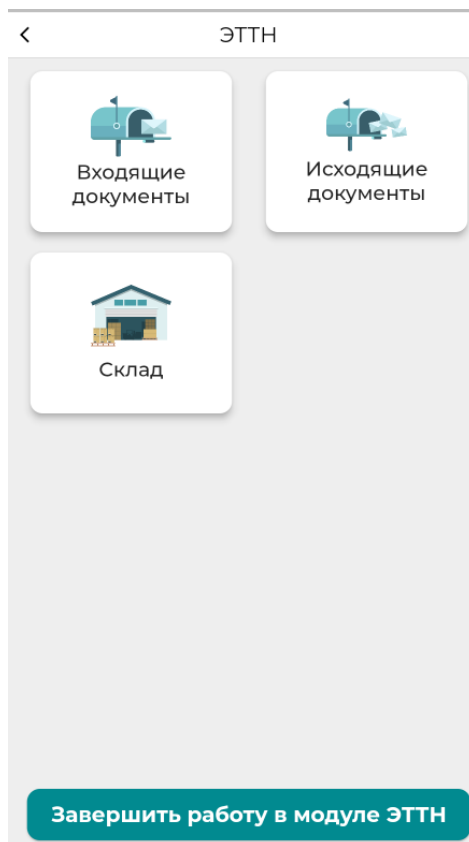 ЭТТН
Входящие
документы
Исходящие
документы
Склад
Завершить работу в модуле ЭТТН